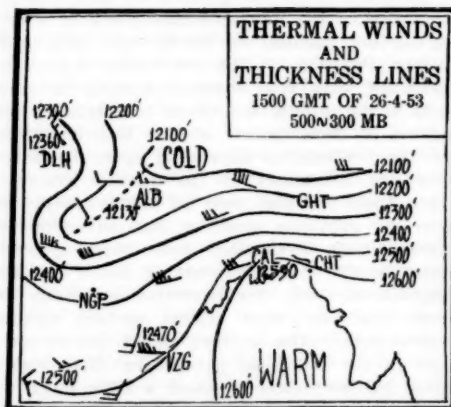 THERMAL WINDS
AND
THICKNESS LINES
1500 GMT OF 26-4-53
500~300 MB
12300'
12200'
12360'
DLH
12100'
COLD
12100'
ALB
12130'
GHT
12200'
12300'
12400'
12500'
12600'
CAL
12550
CHT
12400'
NGP
12470'
VZG
12500'
12600'
WARM